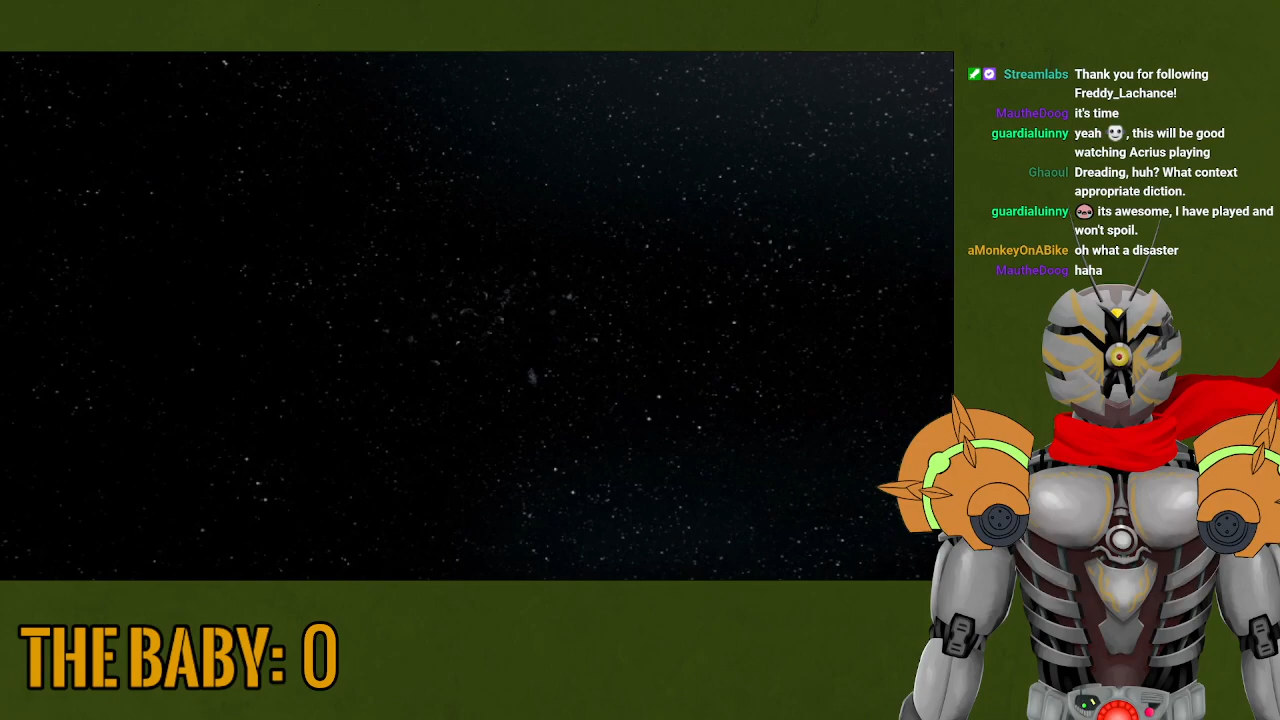 Streamlabs Thank you for following
Freddy_Lachance!
MautheDoog it's time
guardialuinny yeah , this will be good
watching Acrius playing
Ghaoul Dreading, huh? What context
appropriate diction.
guardialuinny its awesome, I have played and
won't spoil.
aMonkeyOnABike oh what a disaster
MautheDoog haha
THE BABY: 0